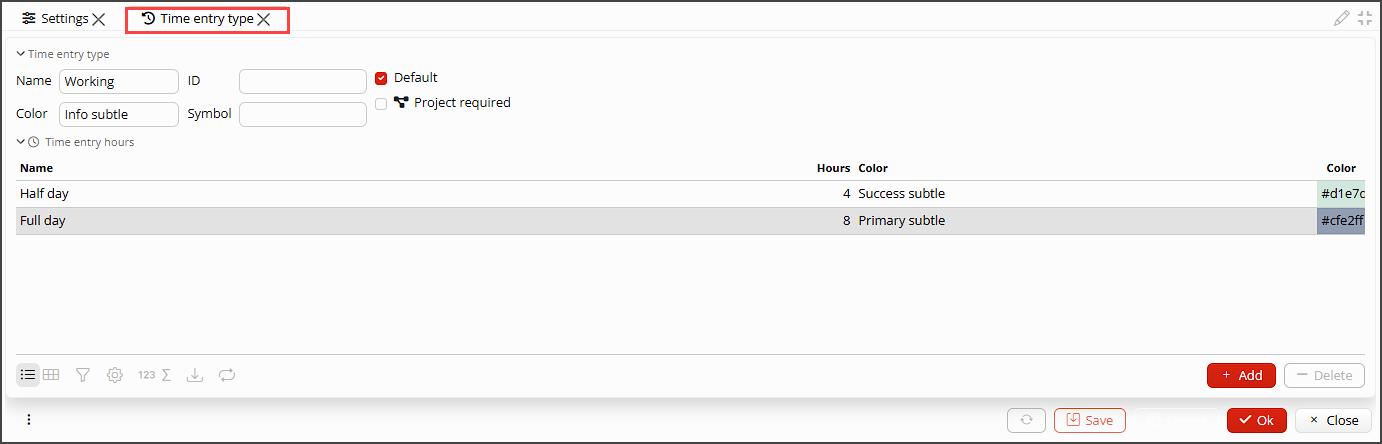 Settings Time entry type
Time entry type
Name Working ID Default
Project required
Color Info subtle Symbol
Time entry hours
Name Hours Color Color
Half day 4 Success subtle #d1e7d
Full day 8 Primary subtle #cfe2ff
123 Σ + Add − Delete
Save Ok × Close